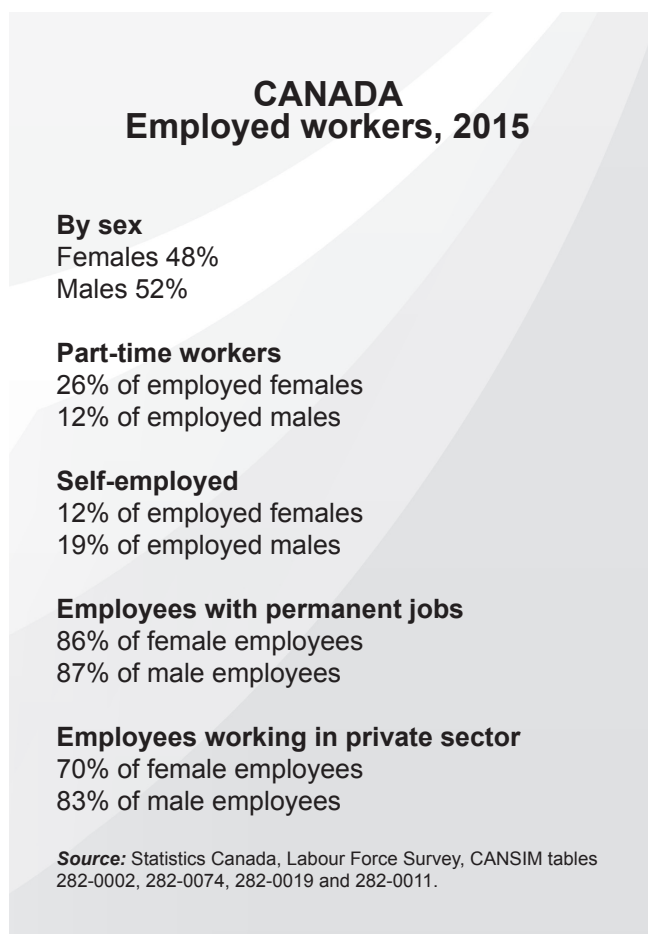 CANADA
Employed workers, 2015
By sex
Females 48%
Males 52%
Part-time workers
26% of employed females
12% of employed males
Self-employed
12% of employed females
19% of employed males
Employees with permanent jobs
86% of female employees
87% of male employees
Employees working in private sector
70% of female employees
83% of male employees
Source: Statistics Canada, Labour Force Survey, CANSIM tables
282-0002, 282-0074, 282-0019 and 282-0011.